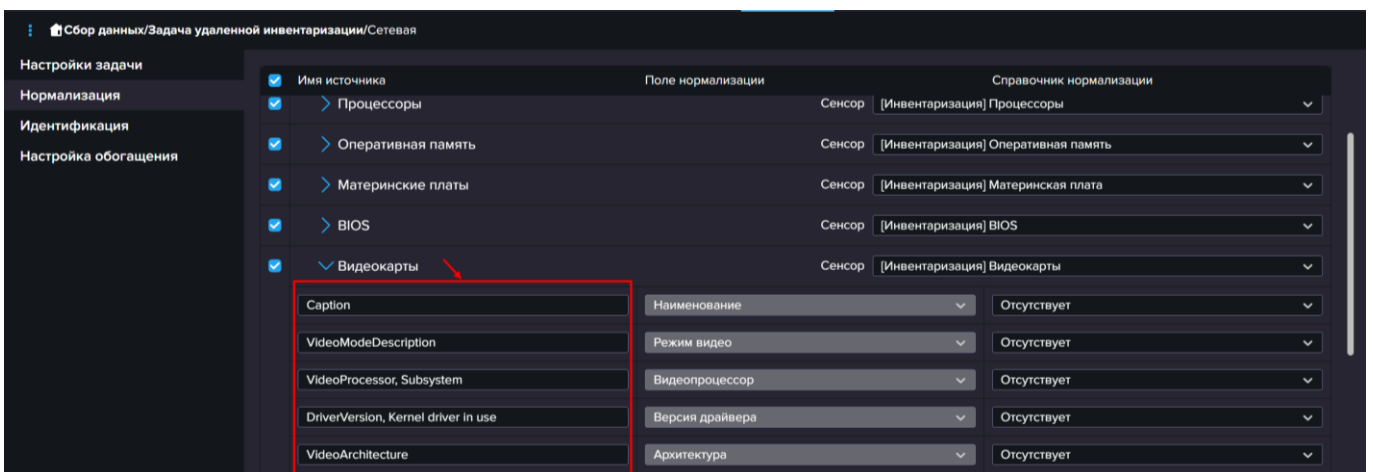 Сбор данных/Задача удаленной инвентаризации/Сетевая
Настройки задачи
Нормализация
Идентификация
Настройка обогащения
Имя источника Поле нормализации Справочник нормализации
Процессоры Сенсор [Инвентаризация] Процессоры
Оперативная память Сенсор [Инвентаризация] Оперативная память
Материнские платы Сенсор [Инвентаризация] Материнская плата
BIOS Сенсор [Инвентаризация] BIOS
Видеокарты Сенсор [Инвентаризация] Видеокарты
Caption Наименование Отсутствует
VideoModeDescription Режим видео Отсутствует
VideoProcessor, Subsystem Видеопроцессор Отсутствует
DriverVersion, Kernel driver in use Версия драйвера Отсутствует
VideoArchitecture Архитектура Отсутствует